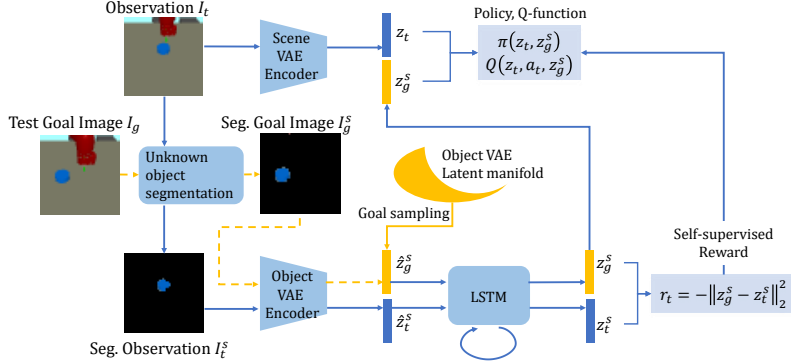 Observation I_t
Policy, Q-function
Scene
VAE
Encoder
z_t
z_g^s
π(z_t, z_g^s)
Q(z_t, a_t, z_g^s)
Test Goal Image I_g
Seg. Goal Image I_g^s
Unknown
object
segmentation
Object VAE
Latent manifold
Goal sampling
Self-supervised
Reward
Object
VAE
Encoder
ẑ_g^s
ẑ_t^s
LSTM
z_g^s
z_t^s
r_t = −‖z_g^s − z_t^s‖_2^2
Seg. Observation I_t^s